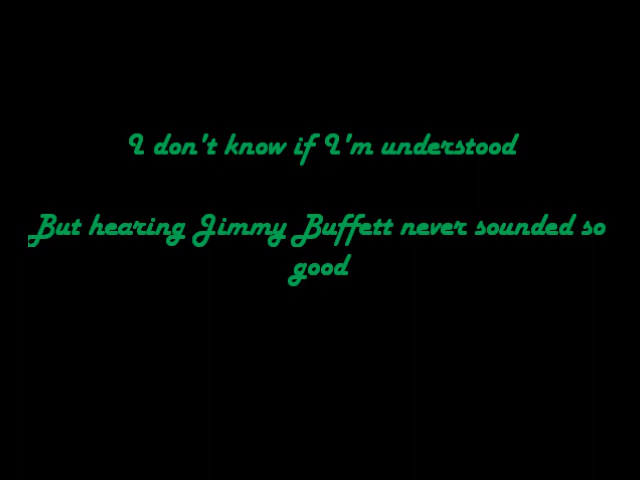 I don't know if I'm understood
But hearing Jimmy Buffett never sounded so
good